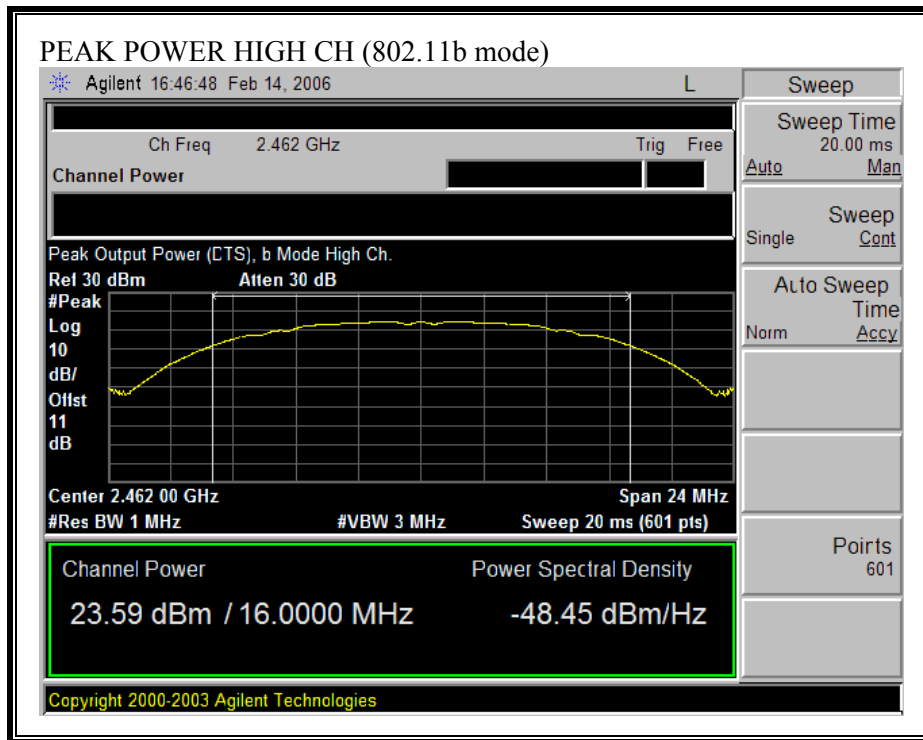 PEAK POWER HIGH CH (802.11b mode)
Agilent 16:46:48 Feb 14, 2006 L
Sweep
Ch Freq 2.462 GHz Trig Free
Channel Power
Sweep Time
20.00 ms
Auto Man
Sweep
Single Cont
Peak Output Power (DTS), b Mode High Ch.
Ref 30 dBm Atten 30 dB
#Peak
Log
10
dB/
Offst
11
dB
Auto Sweep
Time
Norm Accy
Center 2.462 00 GHz Span 24 MHz
#Res BW 1 MHz #VBW 3 MHz Sweep 20 ms (601 pts)
Points
601
Channel Power Power Spectral Density
23.59 dBm / 16.0000 MHz -48.45 dBm/Hz
Copyright 2000-2003 Agilent Technologies